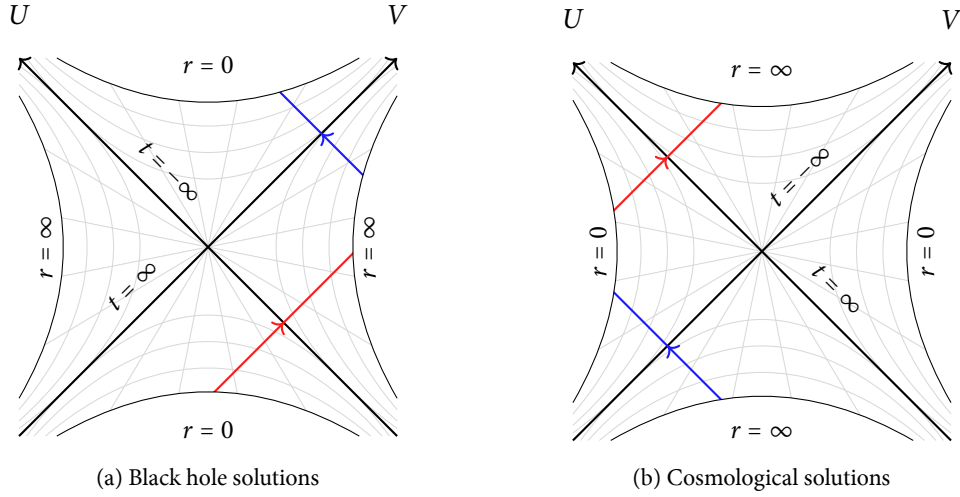 U V
r = 0
t = −∞
r = ∞
t = ∞
r = ∞
r = 0
(a) Black hole solutions
U V
r = ∞
t = −∞
r = 0
t = ∞
r = 0
r = ∞
(b) Cosmological solutions